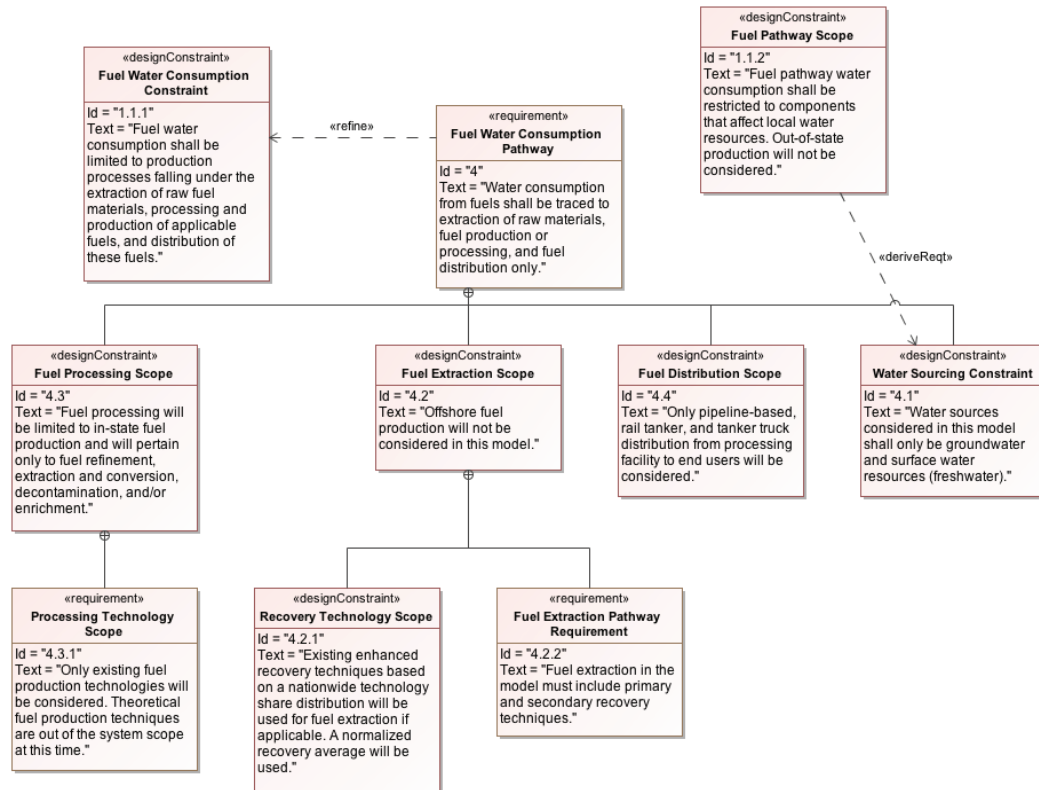 «designConstraint»
Fuel Water Consumption
Constraint
Id = "1.1.1"
Text = "Fuel water
consumption shall be
limited to production
processes falling under the
extraction of raw fuel
materials, processing and
production of applicable
fuels, and distribution of
these fuels."
«refine»
«requirement»
Fuel Water Consumption
Pathway
Id = "4"
Text = "Water consumption
from fuels shall be traced to
extraction of raw materials,
fuel production or
processing, and fuel
distribution only."
«designConstraint»
Fuel Pathway Scope
Id = "1.1.2"
Text = "Fuel pathway water
consumption shall be
restricted to components
that affect local water
resources. Out-of-state
production will not be
considered."
«deriveReqt»
«designConstraint»
Fuel Processing Scope
Id = "4.3"
Text = "Fuel processing will
be limited to in-state fuel
production and will pertain
only to fuel refinement,
extraction and conversion,
decontamination, and/or
enrichment."
«designConstraint»
Fuel Extraction Scope
Id = "4.2"
Text = "Offshore fuel
production will not be
considered in this model."
«designConstraint»
Fuel Distribution Scope
Id = "4.4"
Text = "Only pipeline-based,
rail tanker, and tanker truck
distribution from processing
facility to end users will be
considered."
«designConstraint»
Water Sourcing Constraint
Id = "4.1"
Text = "Water sources
considered in this model
shall only be groundwater
and surface water
resources (freshwater)."
«requirement»
Processing Technology
Scope
Id = "4.3.1"
Text = "Only existing fuel
production technologies will
be considered. Theoretical
fuel production techniques
are out of the system scope
at this time."
«designConstraint»
Recovery Technology Scope
Id = "4.2.1"
Text = "Existing enhanced
recovery techniques based
on a nationwide technology
share distribution will be
used for fuel extraction if
applicable. A normalized
recovery average will be
used."
«requirement»
Fuel Extraction Pathway
Requirement
Id = "4.2.2"
Text = "Fuel extraction in the
model must include primary
and secondary recovery
techniques."